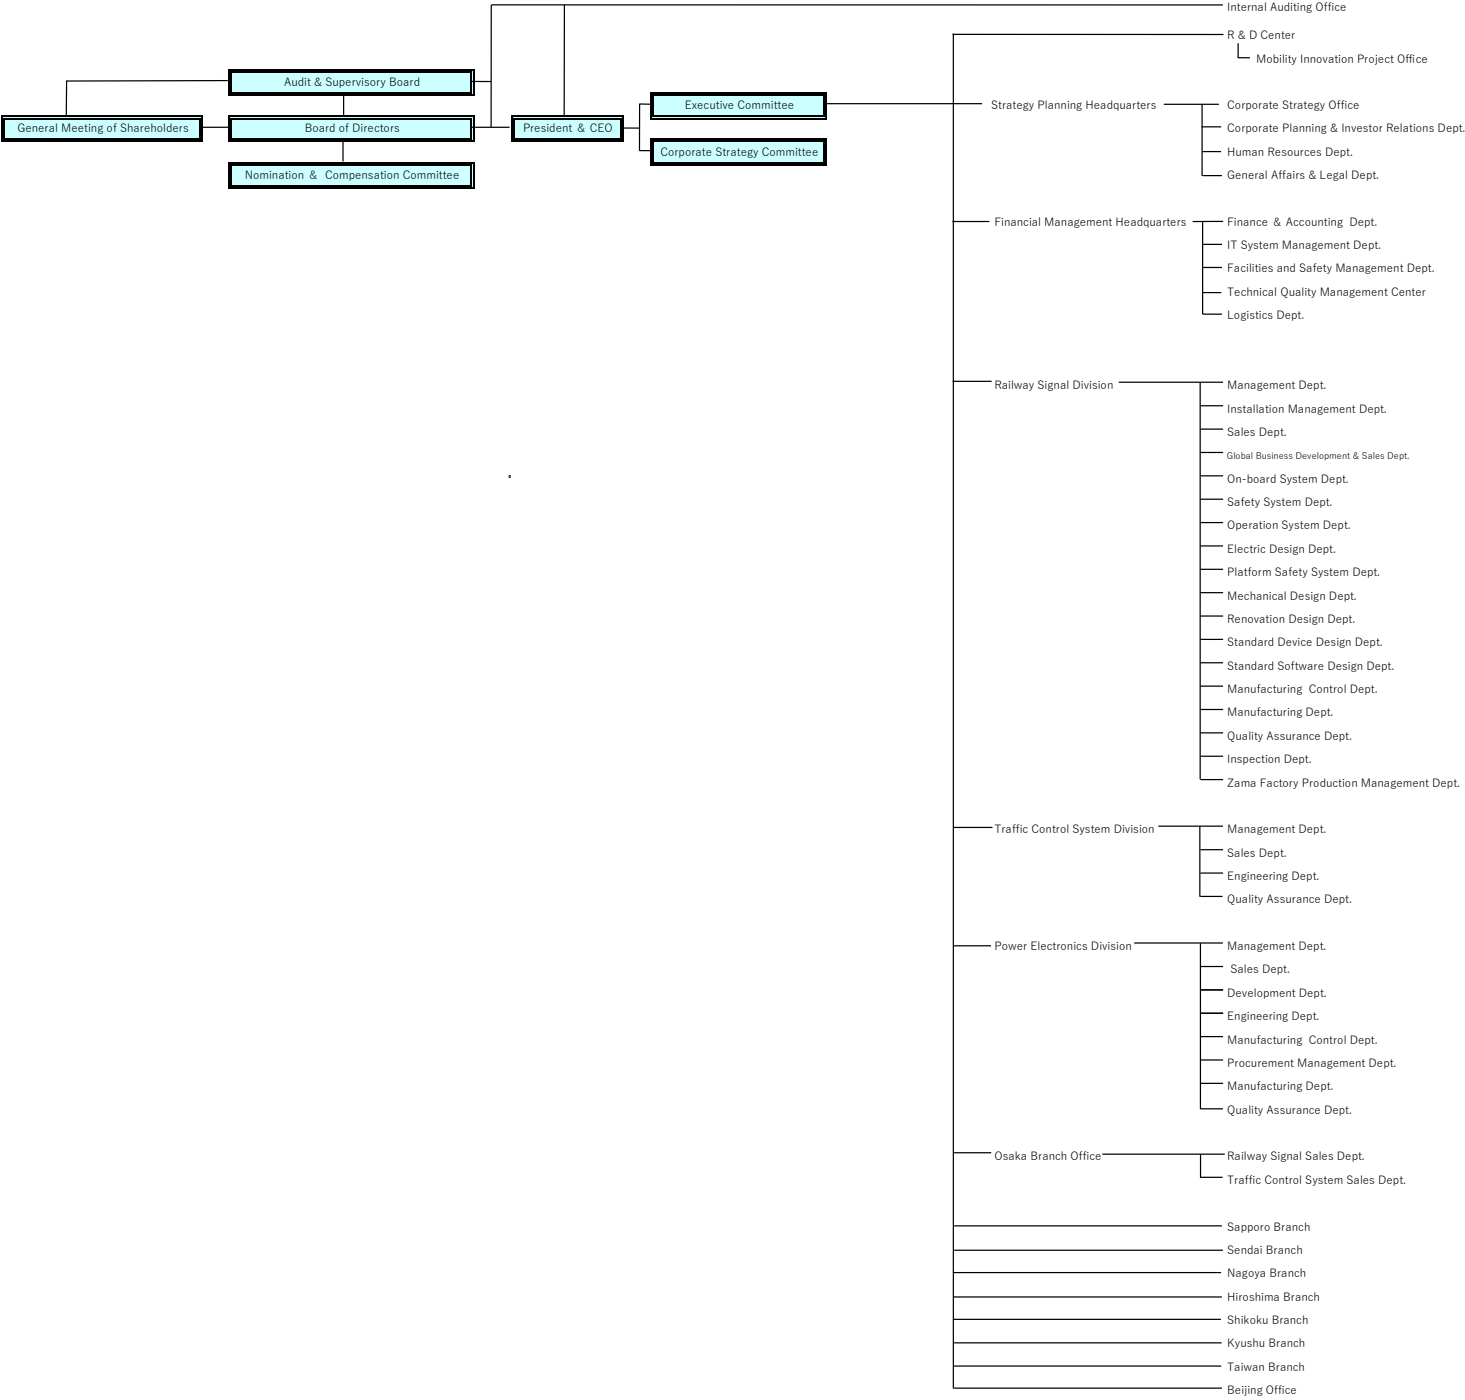 Internal Auditing Office
R & D Center
Mobility Innovation Project Office
Audit & Supervisory Board
General Meeting of Shareholders
Board of Directors
Nomination & Compensation Committee
President & CEO
Executive Committee
Corporate Strategy Committee
Strategy Planning Headquarters
Corporate Strategy Office
Corporate Planning & Investor Relations Dept.
Human Resources Dept.
General Affairs & Legal Dept.
Financial Management Headquarters
Finance & Accounting Dept.
IT System Management Dept.
Facilities and Safety Management Dept.
Technical Quality Management Center
Logistics Dept.
Railway Signal Division
Management Dept.
Installation Management Dept.
Sales Dept.
Global Business Development & Sales Dept.
On-board System Dept.
Safety System Dept.
Operation System Dept.
Electric Design Dept.
Platform Safety System Dept.
Mechanical Design Dept.
Renovation Design Dept.
Standard Device Design Dept.
Standard Software Design Dept.
Manufacturing Control Dept.
Manufacturing Dept.
Quality Assurance Dept.
Inspection Dept.
Zama Factory Production Management Dept.
Traffic Control System Division
Management Dept.
Sales Dept.
Engineering Dept.
Quality Assurance Dept.
Power Electronics Division
Management Dept.
Sales Dept.
Development Dept.
Engineering Dept.
Manufacturing Control Dept.
Procurement Management Dept.
Manufacturing Dept.
Quality Assurance Dept.
Osaka Branch Office
Railway Signal Sales Dept.
Traffic Control System Sales Dept.
Sapporo Branch
Sendai Branch
Nagoya Branch
Hiroshima Branch
Shikoku Branch
Kyushu Branch
Taiwan Branch
Beijing Office